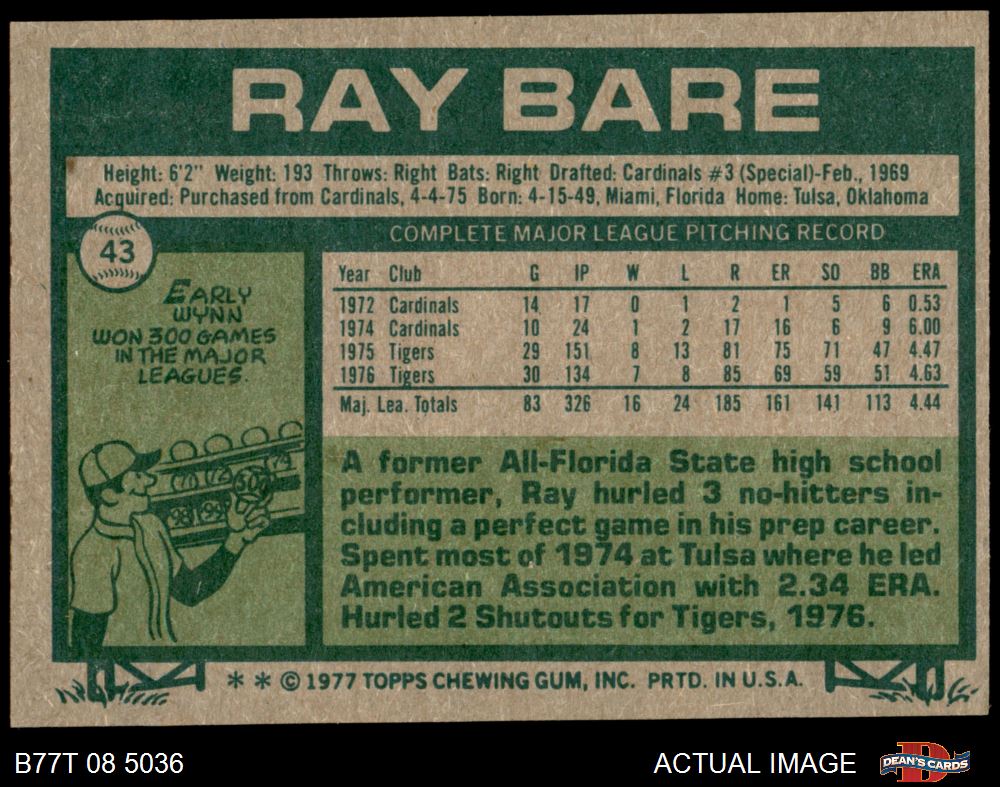 RAY BARE
Height: 6'2" Weight: 193 Throws: Right Bats: Right Drafted: Cardinals #3 (Special)-Feb., 1969
Acquired: Purchased from Cardinals, 4-4-75 Born: 4-15-49, Miami, Florida Home: Tulsa, Oklahoma
43
EARLY
WYNN
WON 300 GAMES
IN THE MAJOR
LEAGUES.
300
COMPLETE MAJOR LEAGUE PITCHING RECORD
Year Club G IP W L R ER SO BB ERA
1972 Cardinals 14 17 0 1 2 1 5 6 0.53
1974 Cardinals 10 24 1 2 17 16 6 9 6.00
1975 Tigers 29 151 8 13 81 75 71 47 4.47
1976 Tigers 30 134 7 8 85 69 59 51 4.63
Maj. Lea. Totals 83 326 16 24 185 161 141 113 4.44
A former All-Florida State high school
performer, Ray hurled 3 no-hitters in-
cluding a perfect game in his prep career.
Spent most of 1974 at Tulsa where he led
American Association with 2.34 ERA.
Hurled 2 Shutouts for Tigers, 1976.
* * © 1977 TOPPS CHEWING GUM, INC. PRTD. IN U.S.A.
B77T 08 5036
ACTUAL IMAGE
DEAN'S CARDS